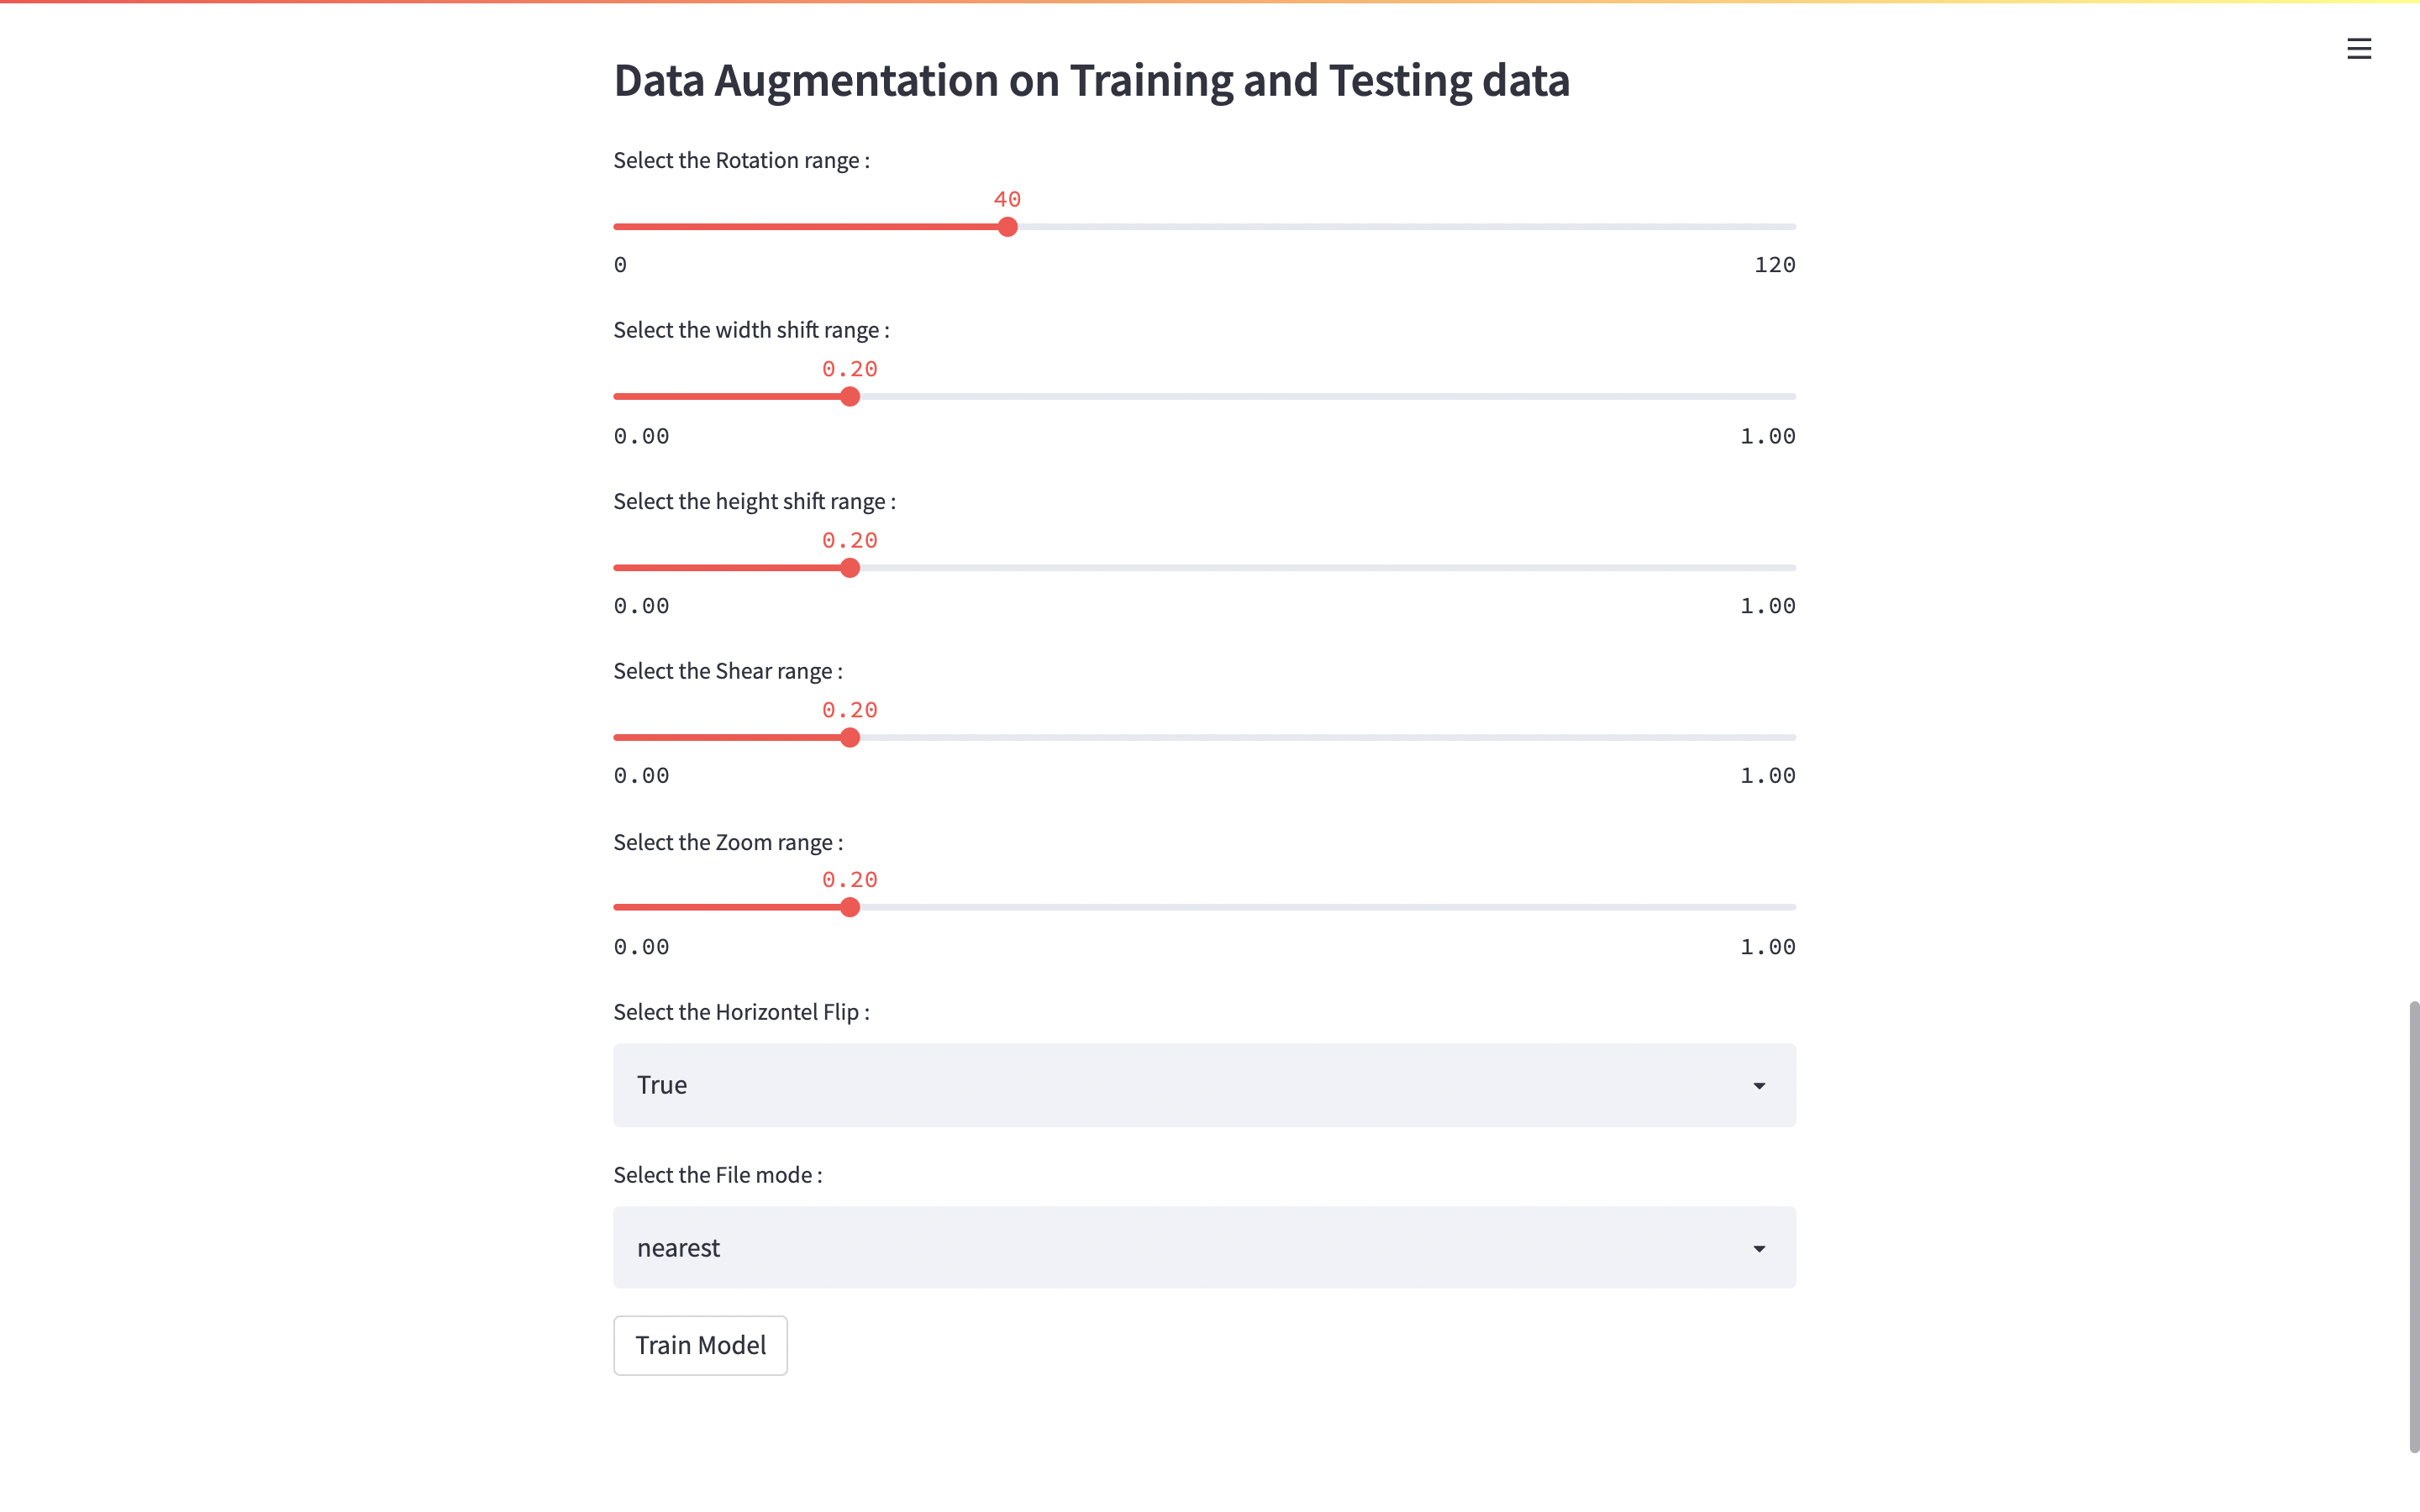 Data Augmentation on Training and Testing data
Select the Rotation range :
40
0 120
Select the width shift range :
0.20
0.00 1.00
Select the height shift range :
0.20
0.00 1.00
Select the Shear range :
0.20
0.00 1.00
Select the Zoom range :
0.20
0.00 1.00
Select the Horizontel Flip :
True
Select the File mode :
nearest
Train Model